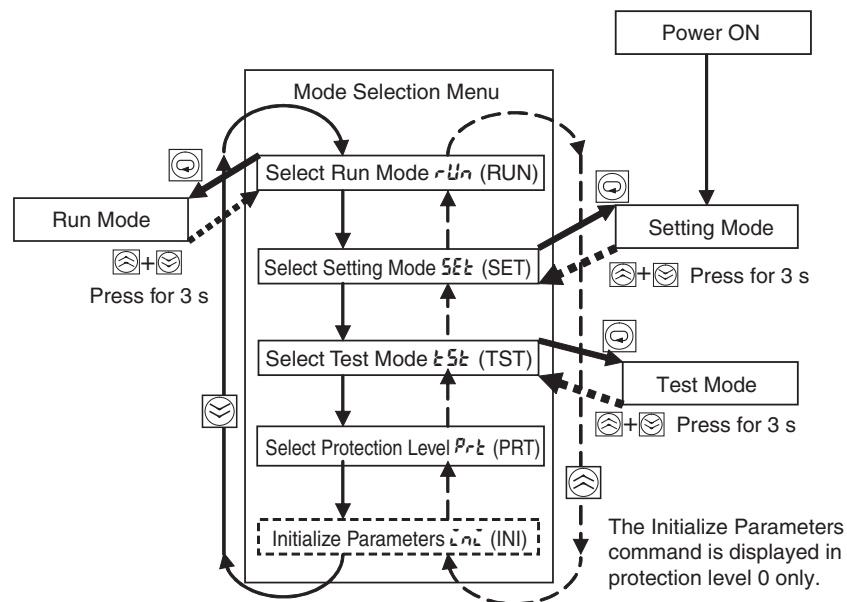 Power ON
Mode Selection Menu
Select Run Mode rUn (RUN)
Run Mode
Setting Mode
Select Setting Mode SEt (SET)
+
Press for 3 s
+ Press for 3 s
Select Test Mode tSt (TST)
Test Mode
+ Press for 3 s
Select Protection Level Prt (PRT)
Initialize Parameters ini (INI)
The Initialize Parameters
command is displayed in
protection level 0 only.